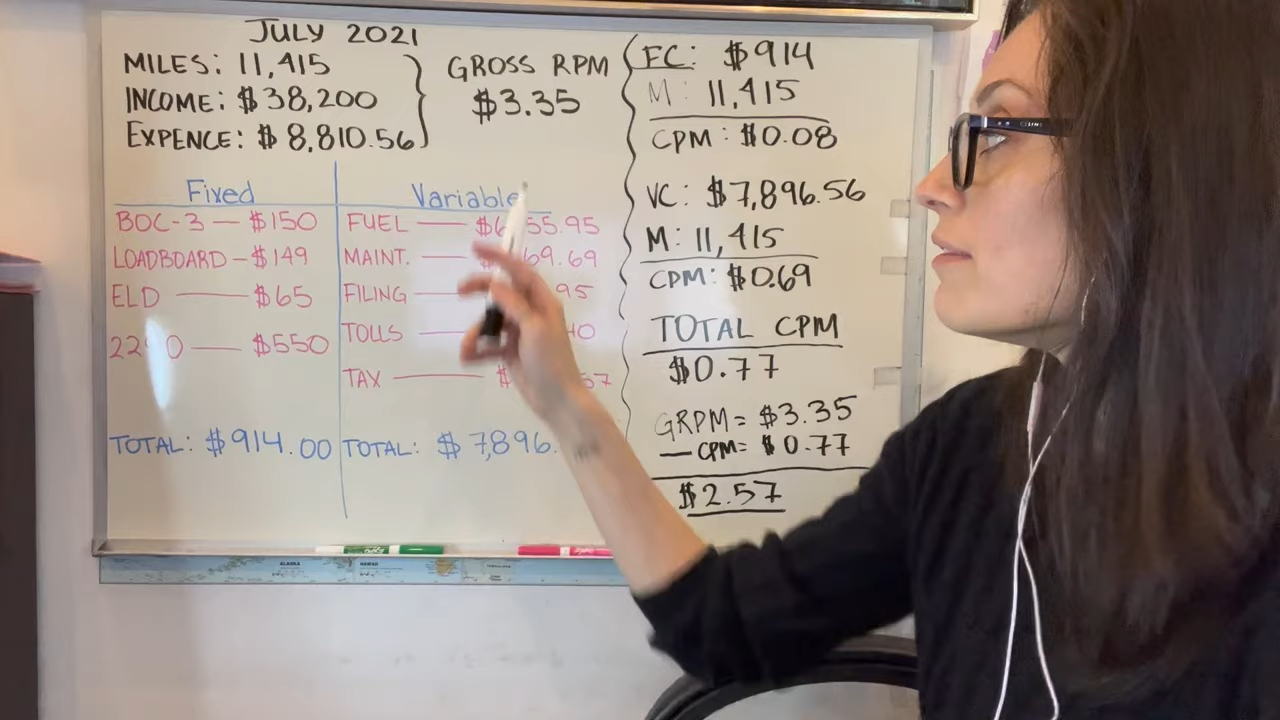 JULY 2021
MILES: 11,415
INCOME: $38,200
EXPENCE: $8,810.56
GROSS RPM
$3.35
Fixed
BOC-3 — $150
LOADBOARD — $149
ELD — $65
— $550
TOTAL: $914.00
Variable
FUEL —
MAINT. —
FILING —
TOLLS —
TAX —
TOTAL: $7,896.
FC: $914
M: 11,415
CPM: $0.08
VC: $7,896.56
M: 11,415
CPM: $0.69
TOTAL CPM
$0.77
GRPM = $3.35
— CPM = $0.77
$2.57
ALASKA
HAWAII